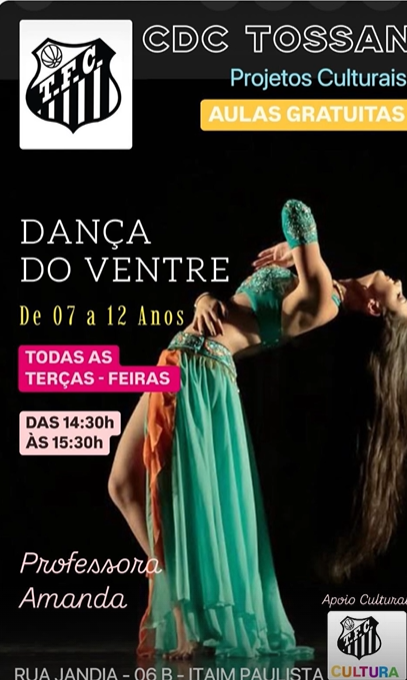 T.F.C.
CDC TOSSAN
Projetos Culturais
AULAS GRATUITAS
DANÇA
DO VENTRE
De 07 a 12 Anos
TODAS AS
TERÇAS - FEIRAS
DAS 14:30h
ÀS 15:30h
Professora
Amanda
Apoio Cultural
T.F.C.
CULTURA
RUA JANDIA - 06 B - ITAIM PAULISTA